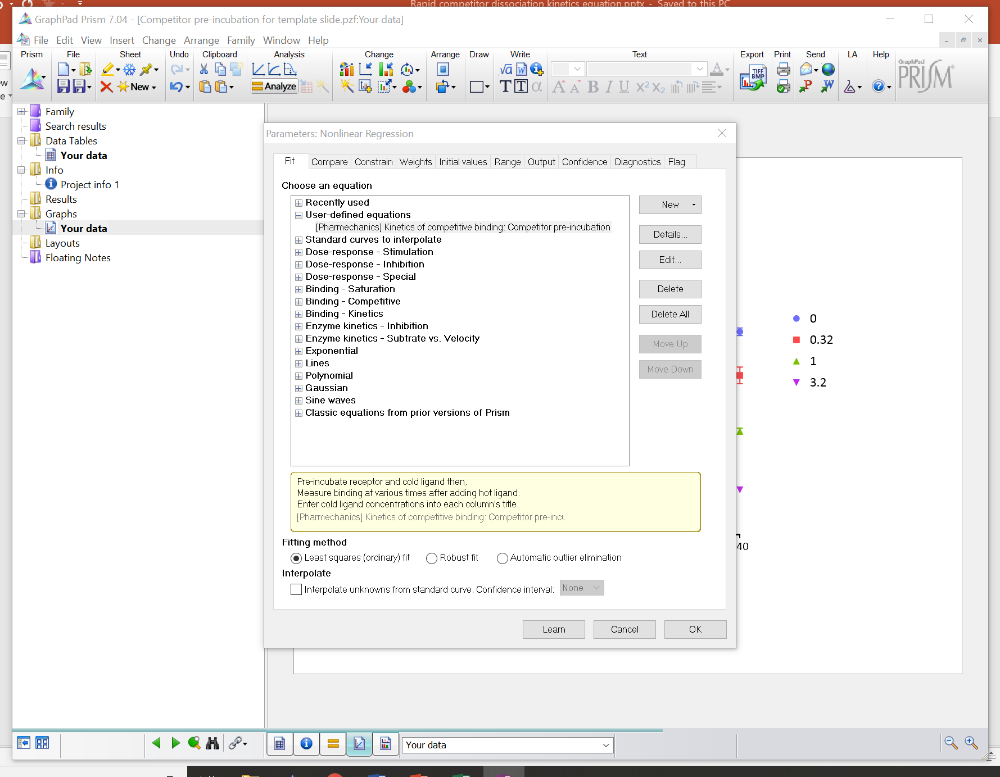 Rapid competitor dissociation kinetics equation.pptx - Saved to this PC
GraphPad Prism 7.04 - [Competitor pre-incubation for template slide.pzf:Your data]
File Edit View Insert Change Arrange Family Window Help
Prism File Sheet Undo Clipboard Analysis Change Arrange Draw Write Text Export Print Send LA Help
New
Analyze
TIFF
BMP
GraphPad
PRISM
Family
Search results
Data Tables
Your data
Info
Project info 1
Results
Graphs
Your data
Layouts
Floating Notes
Parameters: Nonlinear Regression
Fit Compare Constrain Weights Initial values Range Output Confidence Diagnostics Flag
Choose an equation
Recently used
User-defined equations
[Pharmechanics] Kinetics of competitive binding: Competitor pre-incubation
Standard curves to interpolate
Dose-response - Stimulation
Dose-response - Inhibition
Dose-response - Special
Binding - Saturation
Binding - Competitive
Binding - Kinetics
Enzyme kinetics - Inhibition
Enzyme kinetics - Subtrate vs. Velocity
Exponential
Lines
Polynomial
Gaussian
Sine waves
Classic equations from prior versions of Prism
New
Details...
Edit...
Delete
Delete All
Move Up
Move Down
Pre-incubate receptor and cold ligand then,
Measure binding at various times after adding hot ligand.
Enter cold ligand concentrations into each column's title.
[Pharmechanics] Kinetics of competitive binding: Competitor pre-incu
Fitting method
Least squares (ordinary) fit Robust fit Automatic outlier elimination
Interpolate
Interpolate unknowns from standard curve. Confidence interval: None
Learn Cancel OK
0
0.32
1
3.2
40
Your data